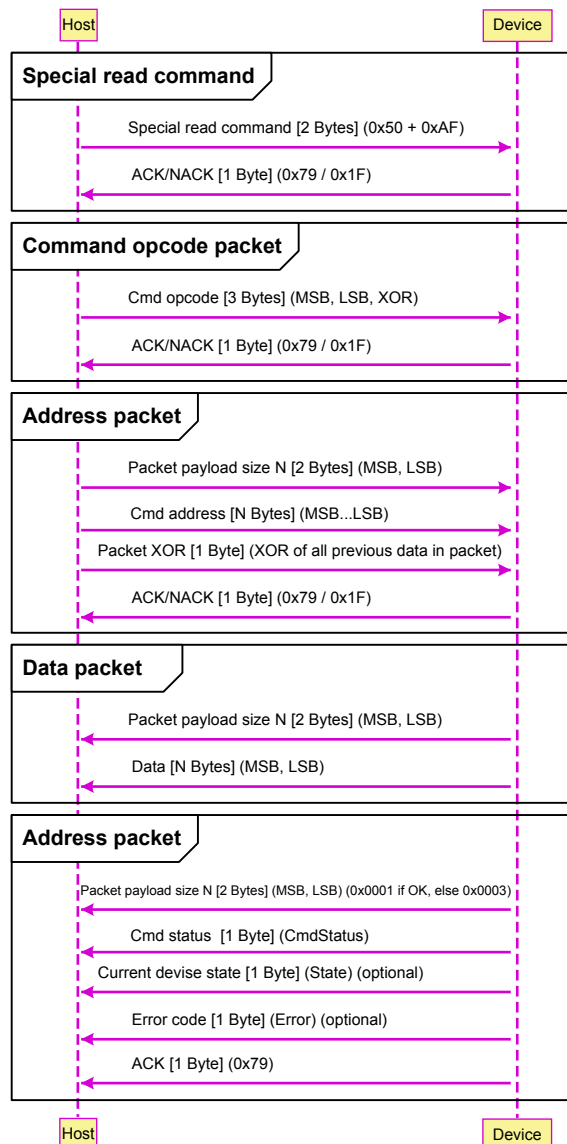 Host
Device
Special read command
Special read command [2 Bytes] (0x50 + 0xAF)
ACK/NACK [1 Byte] (0x79 / 0x1F)
Command opcode packet
Cmd opcode [3 Bytes] (MSB, LSB, XOR)
ACK/NACK [1 Byte] (0x79 / 0x1F)
Address packet
Packet payload size N [2 Bytes] (MSB, LSB)
Cmd address [N Bytes] (MSB...LSB)
Packet XOR [1 Byte] (XOR of all previous data in packet)
ACK/NACK [1 Byte] (0x79 / 0x1F)
Data packet
Packet payload size N [2 Bytes] (MSB, LSB)
Data [N Bytes] (MSB, LSB)
Address packet
Packet payload size N [2 Bytes] (MSB, LSB) (0x0001 if OK, else 0x0003)
Cmd status [1 Byte] (CmdStatus)
Current devise state [1 Byte] (State) (optional)
Error code [1 Byte] (Error) (optional)
ACK [1 Byte] (0x79)
Host
Device